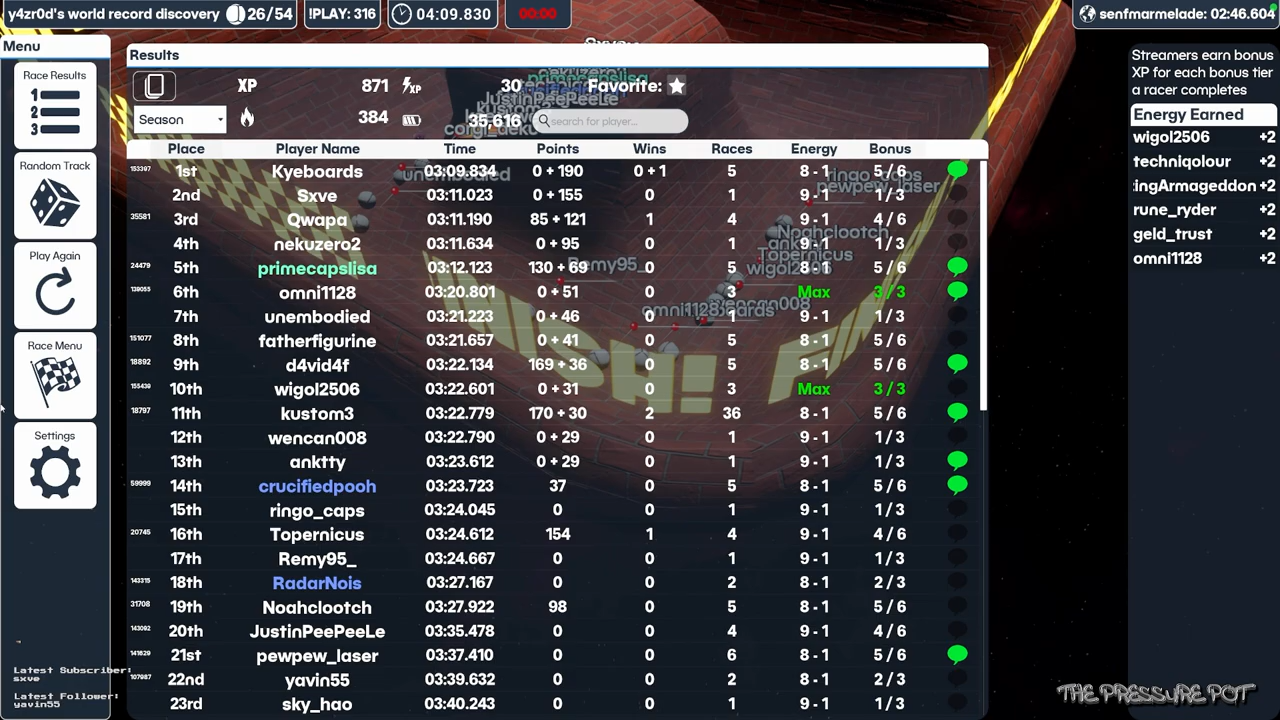 y4zr0d's world record discovery 26/54 !PLAY: 316 04:09.830 00:00 senfmarmelade: 02:46.604
Menu
Race Results
1
2
3
Random Track
Play Again
Race Menu
Settings
Latest Subscriber:
sxve
Latest Follower:
yavin55
Results
XP 871 XP 30 Favorite:
Season 384 35,616 search for player...
Place Player Name Time Points Wins Races Energy Bonus
1st Kyeboards 03:09.834 0 + 190 0 + 1 5 8 - 1 5 / 6
2nd Sxve 03:11.023 0 + 155 0 1 9 - 1 1 / 3
35581 3rd Qwapa 03:11.190 85 + 121 1 4 9 - 1 4 / 6
4th nekuzero2 03:11.634 0 + 95 0 1 9 - 1 1 / 3
24479 5th primecapslisa 03:12.123 130 + 69 0 5 8 - 1 5 / 6
139055 6th omni1128 03:20.801 0 + 51 0 3 Max 3 / 3
7th unembodied 03:21.223 0 + 46 0 1 9 - 1 1 / 3
151077 8th fatherfigurine 03:21.657 0 + 41 0 5 8 - 1 5 / 6
18892 9th d4vid4f 03:22.134 169 + 36 0 5 8 - 1 5 / 6
155439 10th wigol2506 03:22.601 0 + 31 0 3 Max 3 / 3
18797 11th kustom3 03:22.779 170 + 30 2 36 8 - 1 5 / 6
12th wencan008 03:22.790 0 + 29 0 1 9 - 1 1 / 3
13th anktty 03:23.612 0 + 29 0 1 9 - 1 1 / 3
59999 14th crucifiedpooh 03:23.723 37 0 5 8 - 1 5 / 6
15th ringo_caps 03:24.045 0 0 1 9 - 1 1 / 3
20745 16th Topernicus 03:24.612 154 1 4 9 - 1 4 / 6
17th Remy95_ 03:24.667 0 0 1 9 - 1 1 / 3
143315 18th RadarNois 03:27.167 0 0 2 8 - 1 2 / 3
31708 19th Noahclootch 03:27.922 98 0 5 8 - 1 5 / 6
143092 20th JustinPeePeeLe 03:35.478 0 0 4 9 - 1 4 / 6
141629 21st pewpew_laser 03:37.410 0 0 6 8 - 1 5 / 6
107987 22nd yavin55 03:39.632 0 0 2 8 - 1 2 / 3
23rd sky_hao 03:40.243 0 0 1 9 - 1 1 / 3
Streamers earn bonus
XP for each bonus tier
a racer completes
Energy Earned
wigol2506 +2
techniqolour +2
ingArmageddon +2
rune_ryder +2
geld_trust +2
omni1128 +2
THE PRESSURE POT